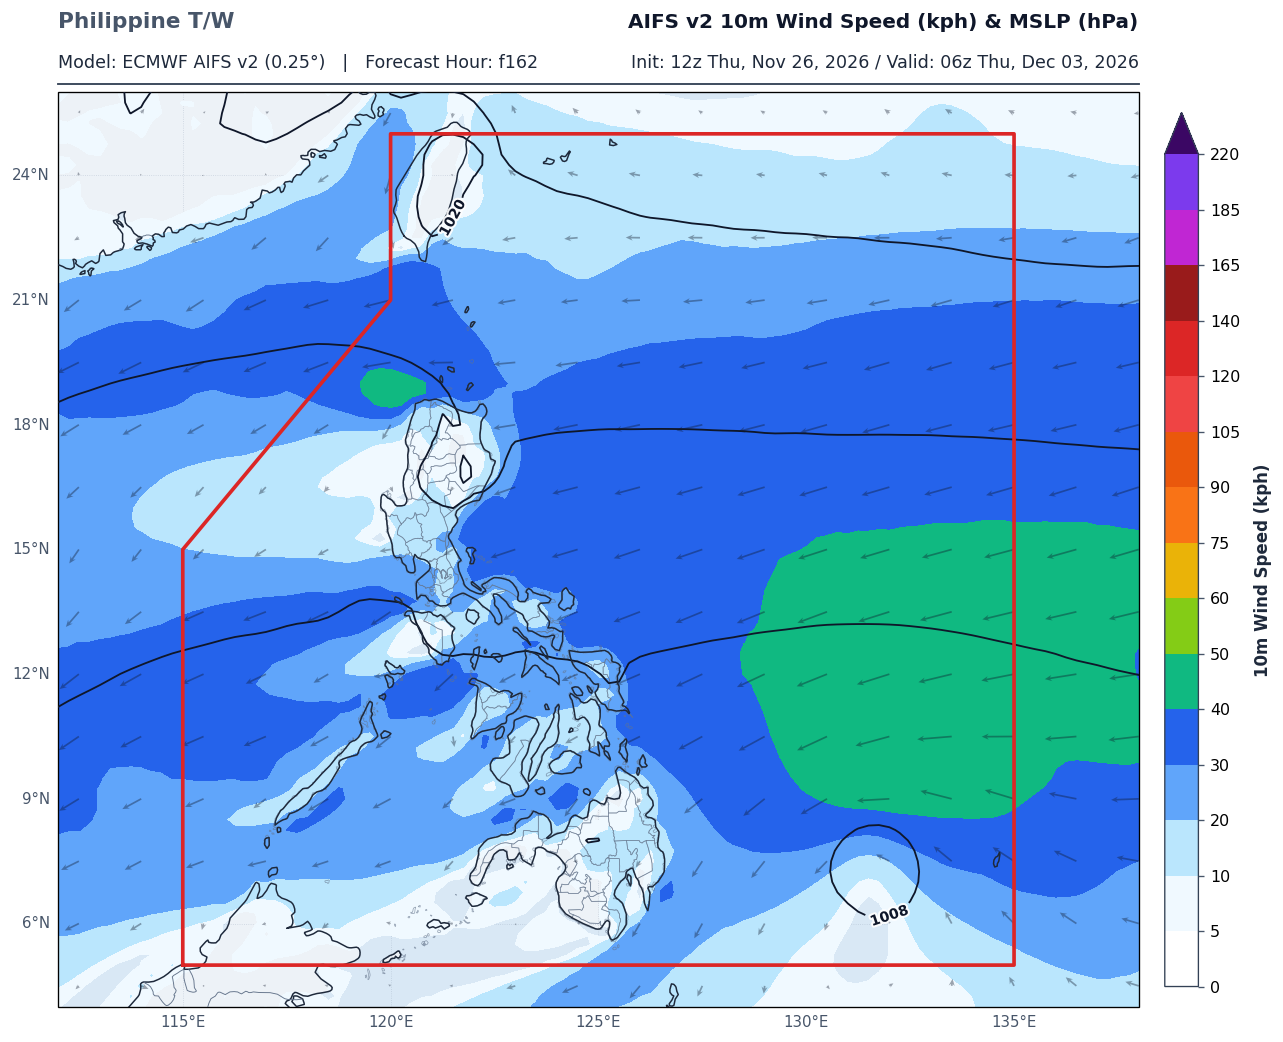 Philippine T/W
AIFS v2 10m Wind Speed (kph) & MSLP (hPa)
Model: ECMWF AIFS v2 (0.25°) | Forecast Hour: f162
Init: 12z Thu, Nov 26, 2026 / Valid: 06z Thu, Dec 03, 2026
24°N
21°N
18°N
15°N
12°N
9°N
6°N
1020
1008
115°E
120°E
125°E
130°E
135°E
220
185
165
140
120
105
90
75
60
50
40
30
20
10
5
0
10m Wind Speed (kph)